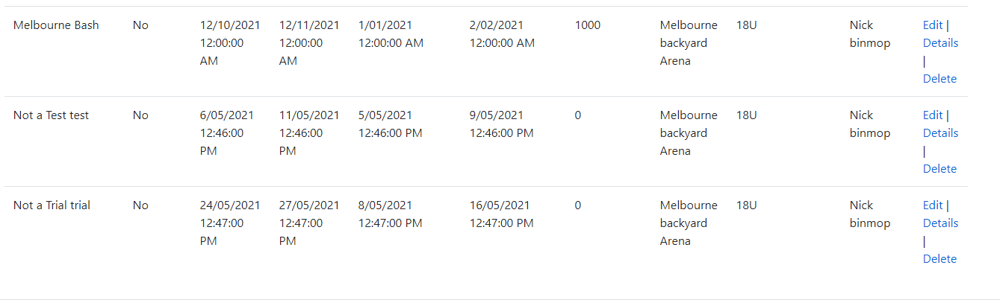 Melbourne Bash No 12/10/2021 12/11/2021 1/01/2021 2/02/2021 1000 Melbourne 18U Nick Edit |
12:00:00 12:00:00 12:00:00 AM 12:00:00 AM backyard binmop Details
AM AM Arena |
Delete
Not a Test test No 6/05/2021 11/05/2021 5/05/2021 9/05/2021 0 Melbourne 18U Nick Edit |
12:46:00 12:46:00 12:46:00 PM 12:46:00 PM backyard binmop Details
PM PM Arena |
Delete
Not a Trial trial No 24/05/2021 27/05/2021 8/05/2021 16/05/2021 0 Melbourne 18U Nick Edit |
12:47:00 12:47:00 12:47:00 PM 12:47:00 PM backyard binmop Details
PM PM Arena |
Delete